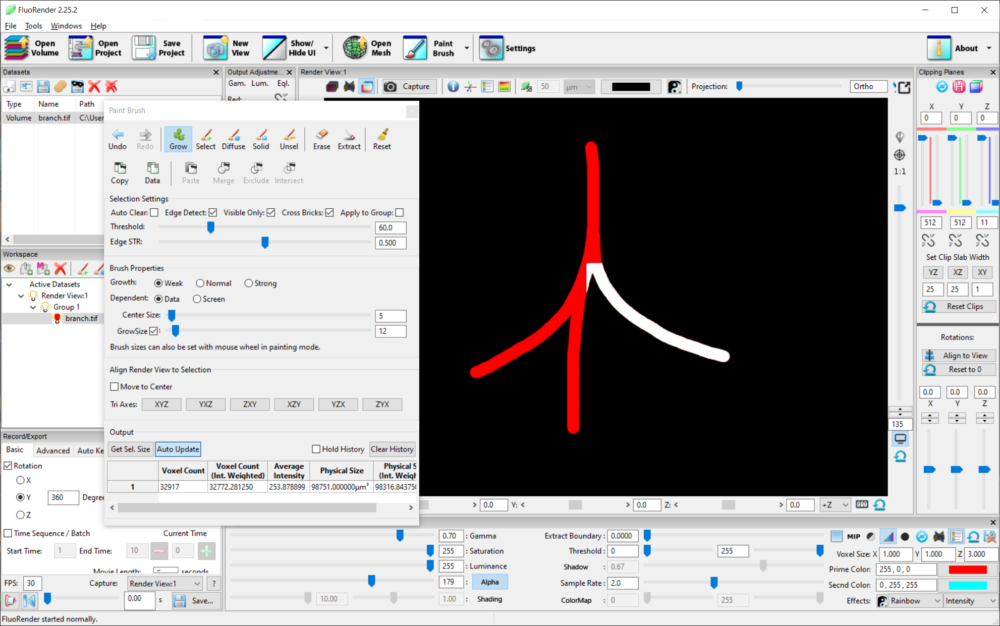 FluoRender 2.25.2
File Tools Windows Help
Open Volume
Open Project
Save Project
New View
Show/ Hide UI
Open Mesh
Paint Brush
Settings
About
Datasets
Type Name Path
Volume branch.tif C:\User
Output Adjustme...
Gam. Lum. Eql.
Red:
Render View:1
SB
50
µm
Capture
Projection:
Ortho
Paint Brush
Undo Redo Grow Select Diffuse Solid Unsel Erase Extract Reset
Copy Data Paste Merge Exclude Intersect
Selection Settings
Auto Clear: Edge Detect: Visible Only: Cross Bricks: Apply to Group:
Threshold: 60.0
Edge STR: 0.500
Brush Properties
Growth: Weak Normal Strong
Dependent: Data Screen
Center Size: 5
GrowSize : 12
Brush sizes can also be set with mouse wheel in painting mode.
Align Render View to Selection
Move to Center
Tri Axes: XYZ YXZ ZXY XZY YZX ZYX
Output
Get Sel. Size Auto Update Hold History Clear History
Voxel Count
Voxel Count (Int. Weighted)
Average Intensity
Physical Size
Physical S (Int. Weigh
1 32917 32772.281250 253.878899 98751.000000µm³ 98316.843750
Workspace
Active Datasets
Render View:1
Group 1
branch.tif
Record/Export
Basic Advanced Auto Ke
Rotation
X
Y 360 Degree
Z
Time Sequence / Batch Current Time
Start Time: 1 End Time: 10 0
Movie Length: 5 seconds
FPS: 30 Capture: Render View:1 ?
0.00 s Save...
FluoRender started normally.
1:1
135
> 0.0 Y: < > 0.0 Z: < > 0.0 +Z 000
Clipping Planes
X Y Z
0 0 0
512 512 11
Set Clip Slab Width
YZ XZ XY
25 25 1
Reset Clips
Rotations:
Align to View
Reset to 0
0.0 0.0 0.0
X Y Z
0.70 : Gamma
255 : Saturation
255 : Luminance
179 : Alpha
10.00 1.00 : Shading
Extract Boundary : 0.0000
Threshold : 0 255
Shadow : 0.67
Sample Rate : 2.0
ColorMap : 0 255
MIP
Voxel Size: X 1.000 Y 1.000 Z 3.000
Prime Color: 255 , 0 , 0
Secnd Color: 0 , 255 , 255
Effects: Rainbow Intensity